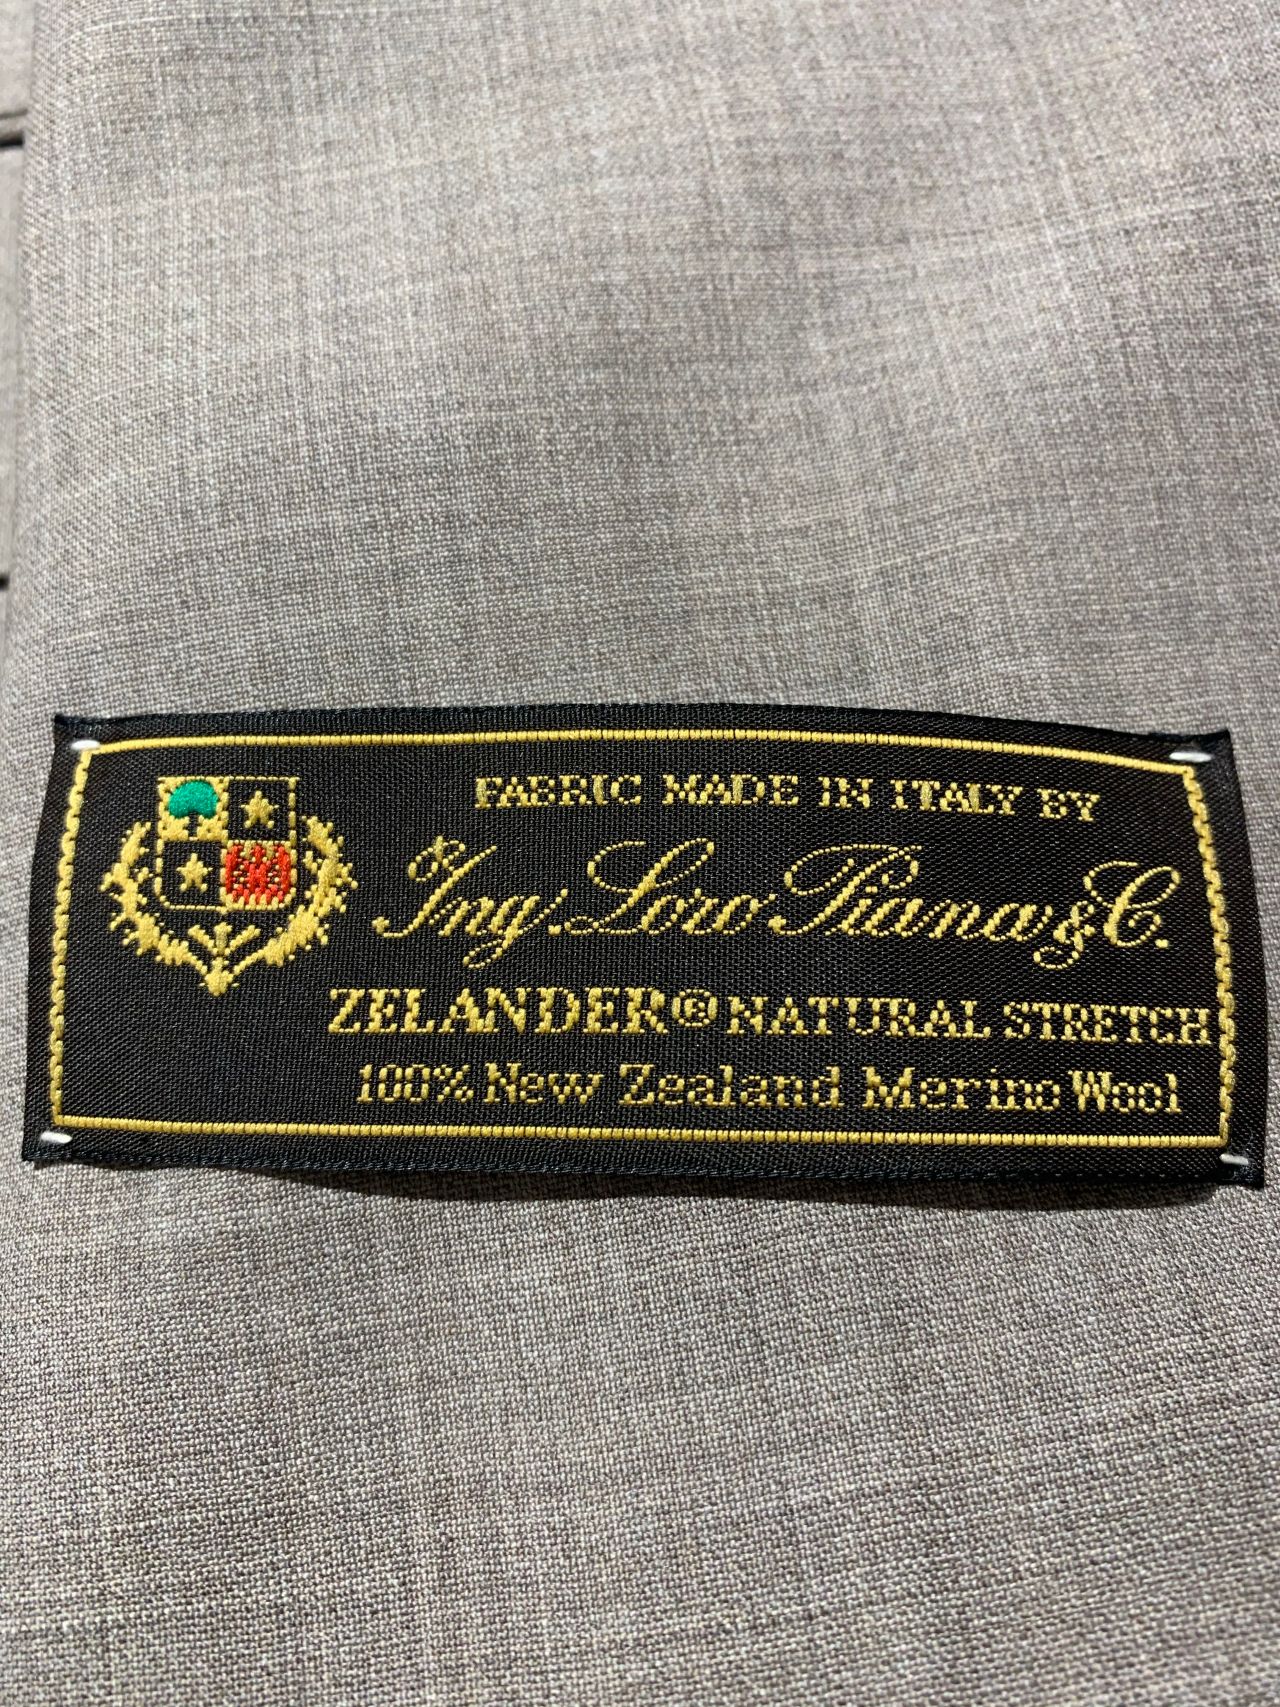 FABRIC MADE IN ITALY BY
Ing. Loro Piana & C.
ZELANDER® NATURAL STRETCH
100% New Zealand Merino Wool